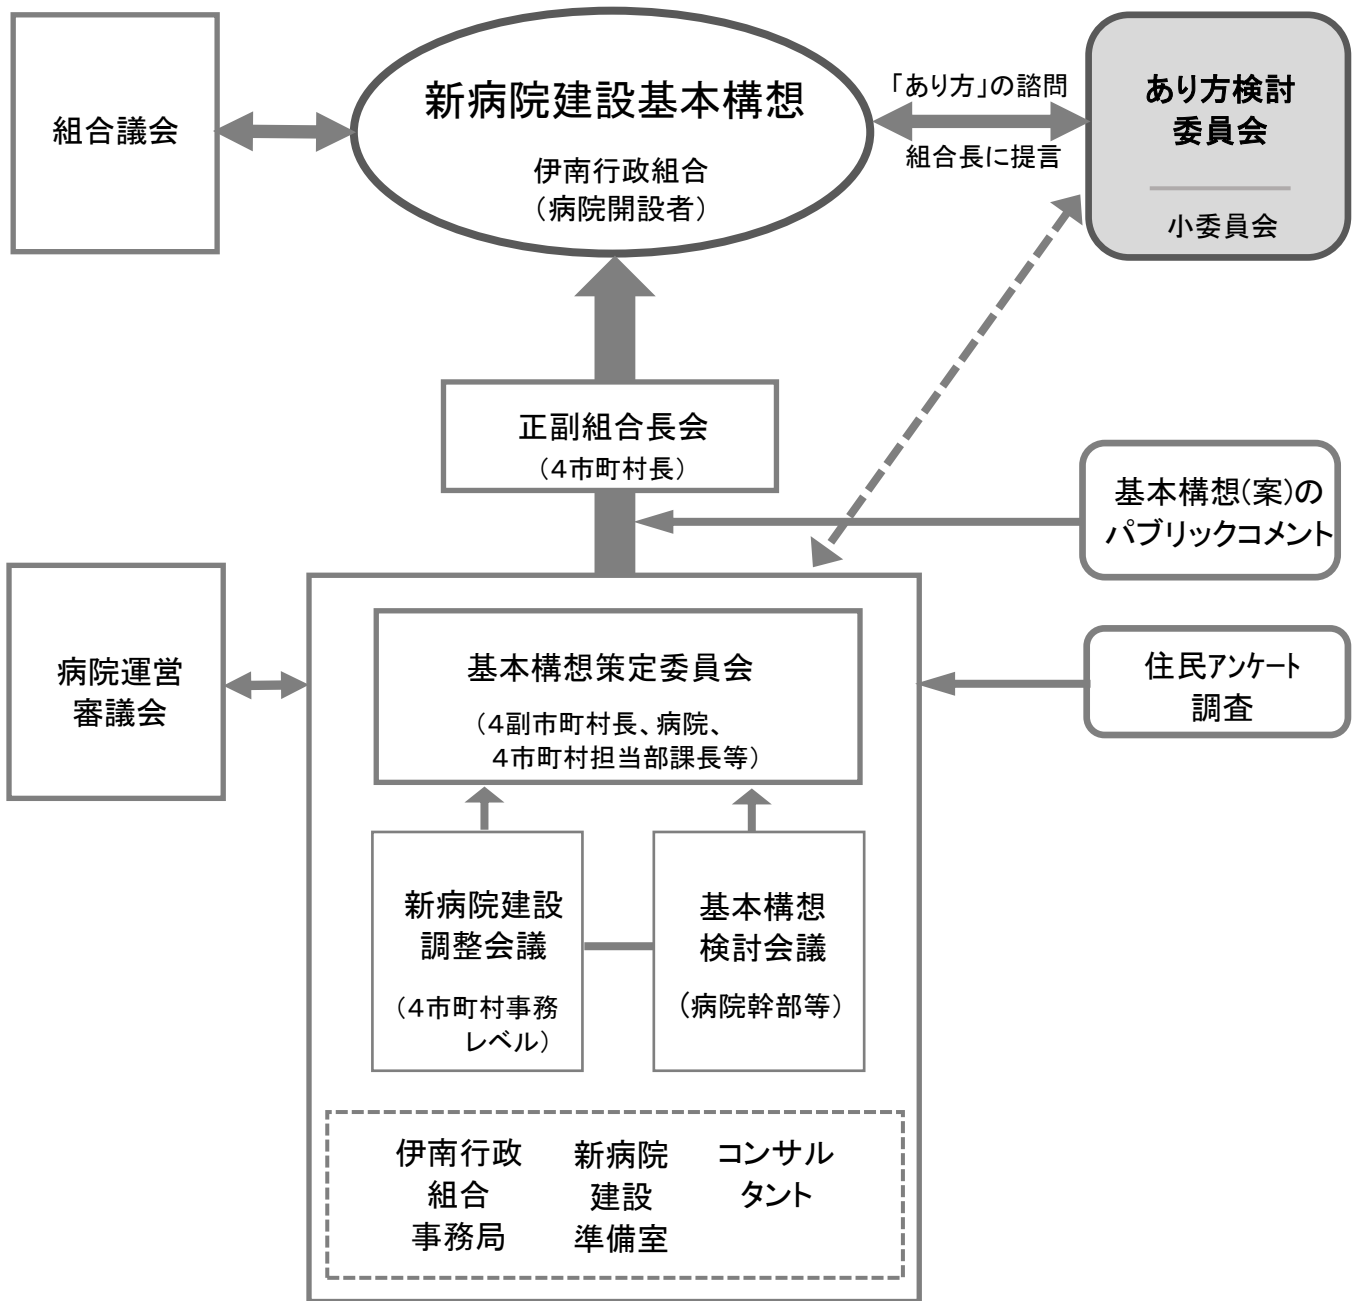 組合議会
新病院建設基本構想
伊南行政組合
（病院開設者）
「あり方」の諮問
組合長に提言
あり方検討
委員会
小委員会
正副組合長会
（４市町村長）
基本構想(案)の
パブリックコメント
病院運営
審議会
基本構想策定委員会
（４副市町村長、病院、
４市町村担当部課長等）
住民アンケート
調査
新病院建設
調整会議
（４市町村事務
レベル）
基本構想
検討会議
（病院幹部等）
伊南行政
組合
事務局
新病院
建設
準備室
コンサル
タント